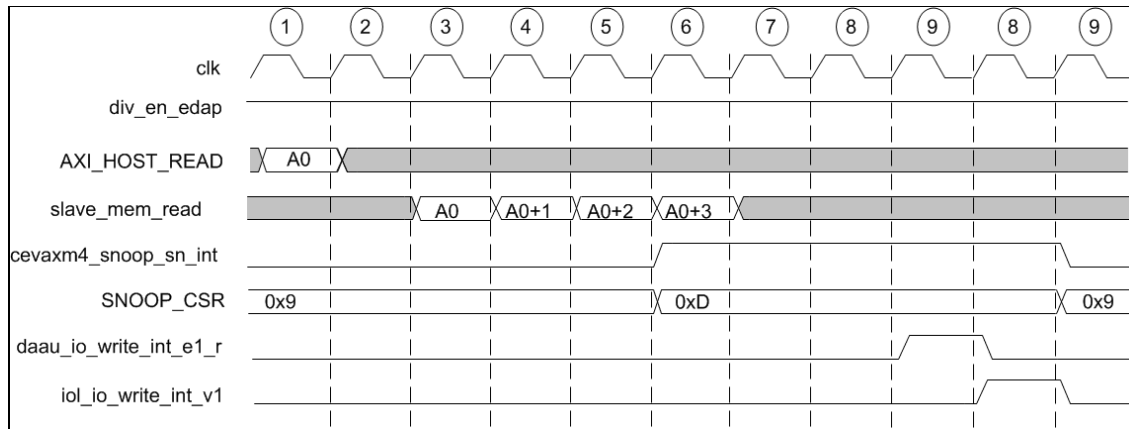 1 2 3 4 5 6 7 8 9 8 9
clk
div_en_edap
AXI_HOST_READ A0
slave_mem_read A0 A0+1 A0+2 A0+3
cevaxm4_snoop_sn_int
SNOOP_CSR 0x9 0xD 0x9
daau_io_write_int_e1_r
iol_io_write_int_v1